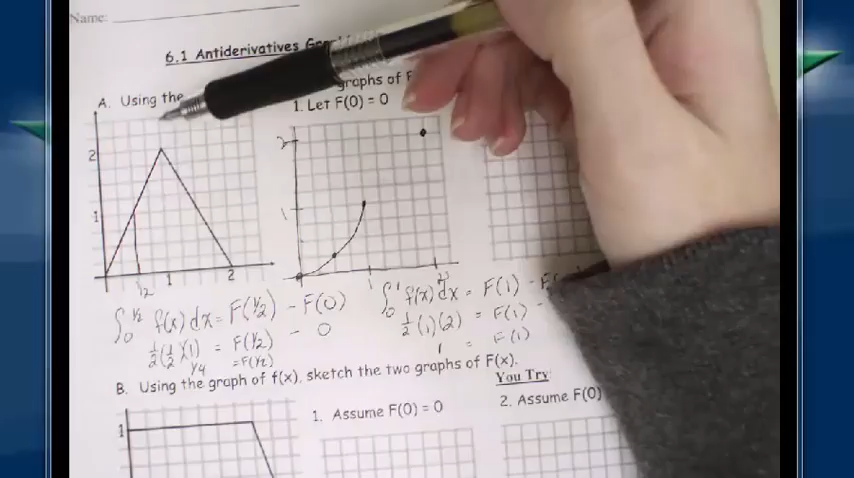 Name:
6.1 Antiderivatives
A. Using the
graphs of F
1. Let F(0) = 0
2
1
1/2
1
2
2
1
1
2
∫₀^½ f(x) dx = F(½) - F(0)
½(½)(1) = F(½) - 0
¼ = F(½)
∫₀¹ f(x) dx = F(1) -
½(1)(2) = F(1) -
1 = F(1)
B. Using the graph of f(x), sketch the two graphs of F(x).
You Try:
1. Assume F(0) = 0
2. Assume F(0)
1